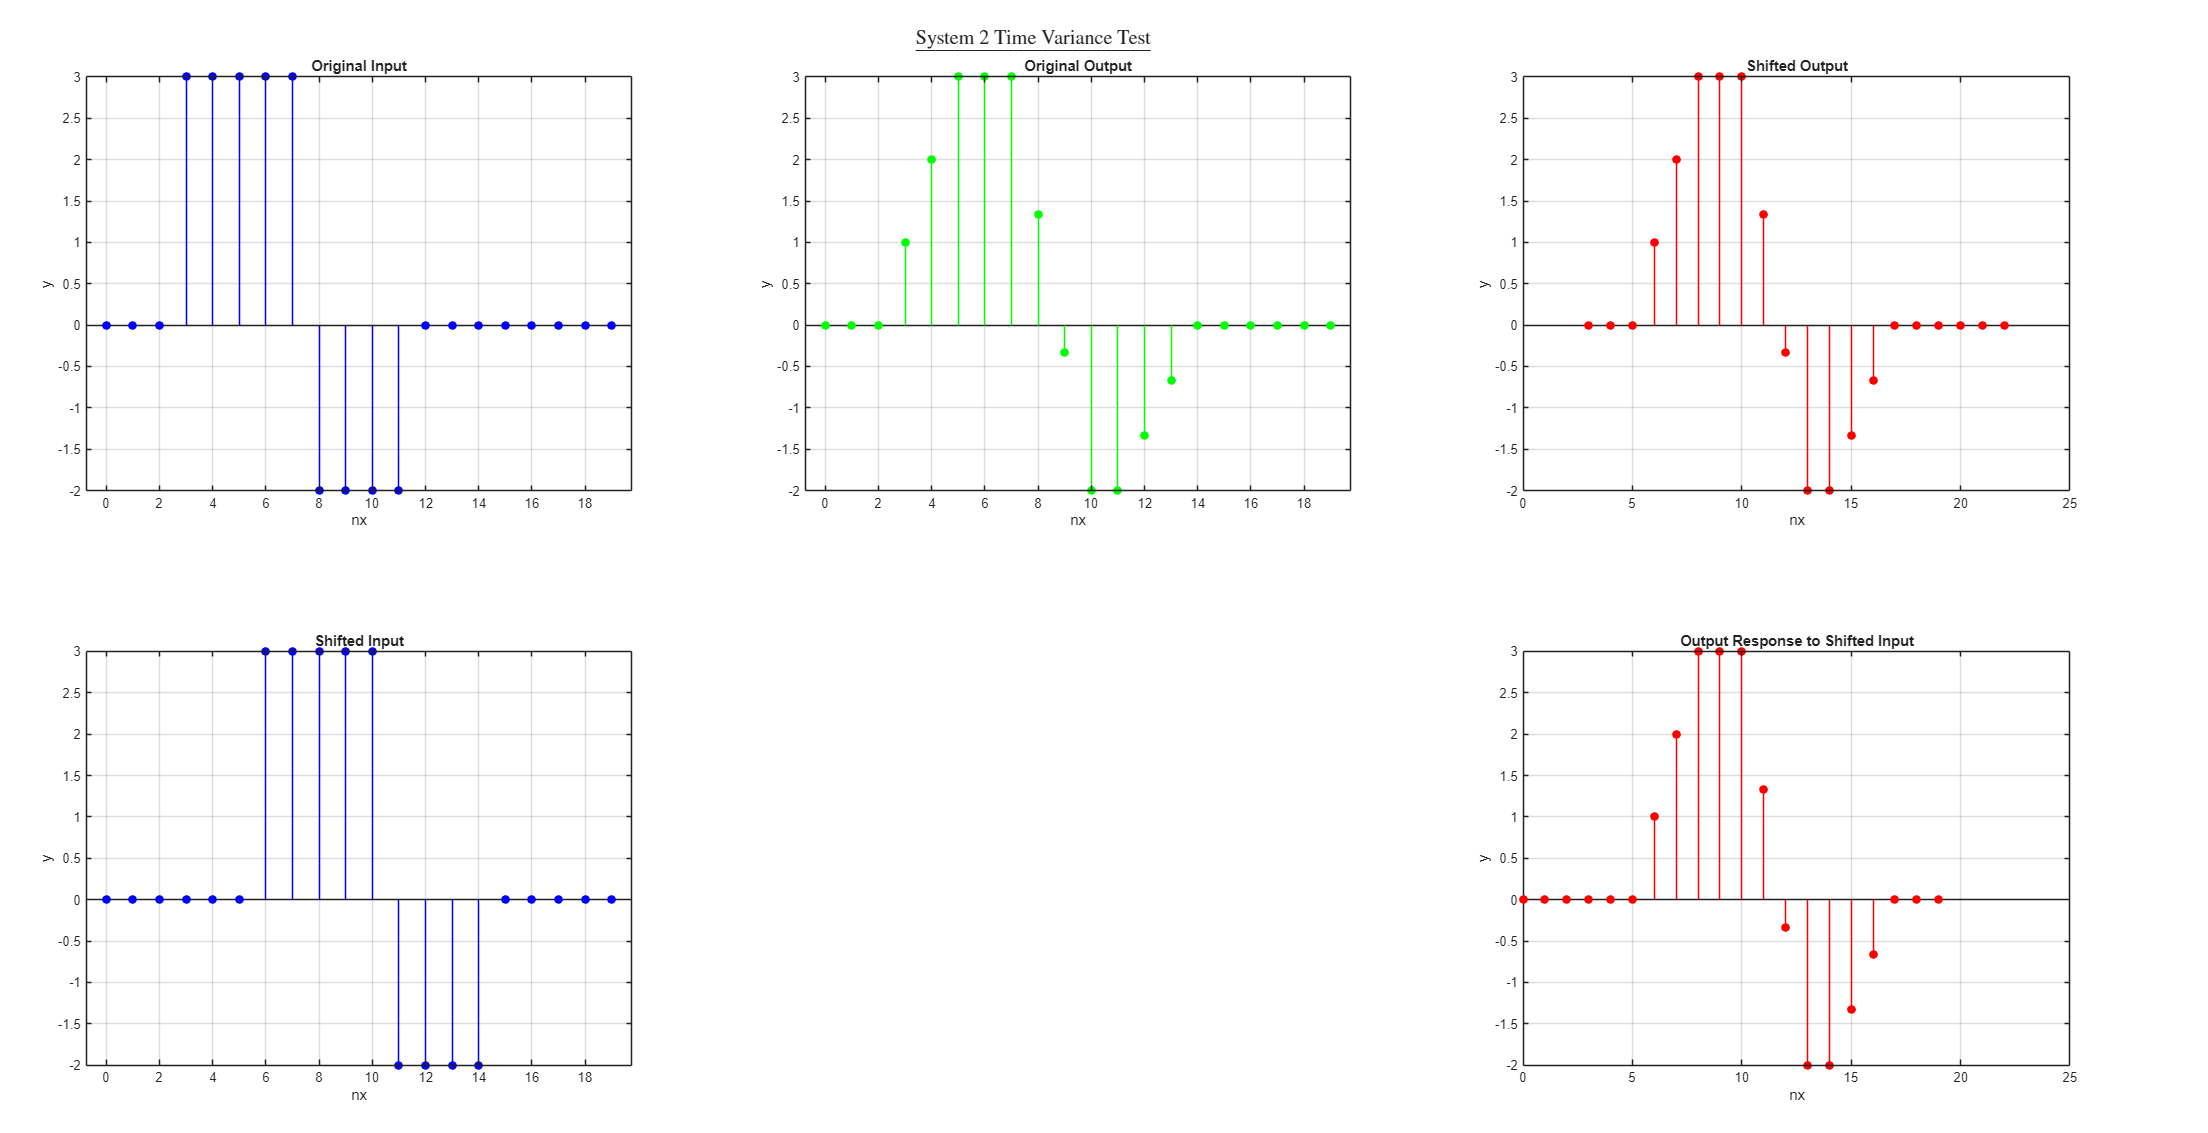 System 2 Time Variance Test
Original Input
3
2.5
2
1.5
1
0.5
0
-0.5
-1
-1.5
-2
y
0 2 4 6 8 10 12 14 16 18
nx
Original Output
3
2.5
2
1.5
1
0.5
0
-0.5
-1
-1.5
-2
y
0 2 4 6 8 10 12 14 16 18
nx
Shifted Output
3
2.5
2
1.5
1
0.5
0
-0.5
-1
-1.5
-2
y
0 5 10 15 20 25
nx
Shifted Input
3
2.5
2
1.5
1
0.5
0
-0.5
-1
-1.5
-2
y
0 2 4 6 8 10 12 14 16 18
nx
Output Response to Shifted Input
3
2.5
2
1.5
1
0.5
0
-0.5
-1
-1.5
-2
y
0 5 10 15 20 25
nx